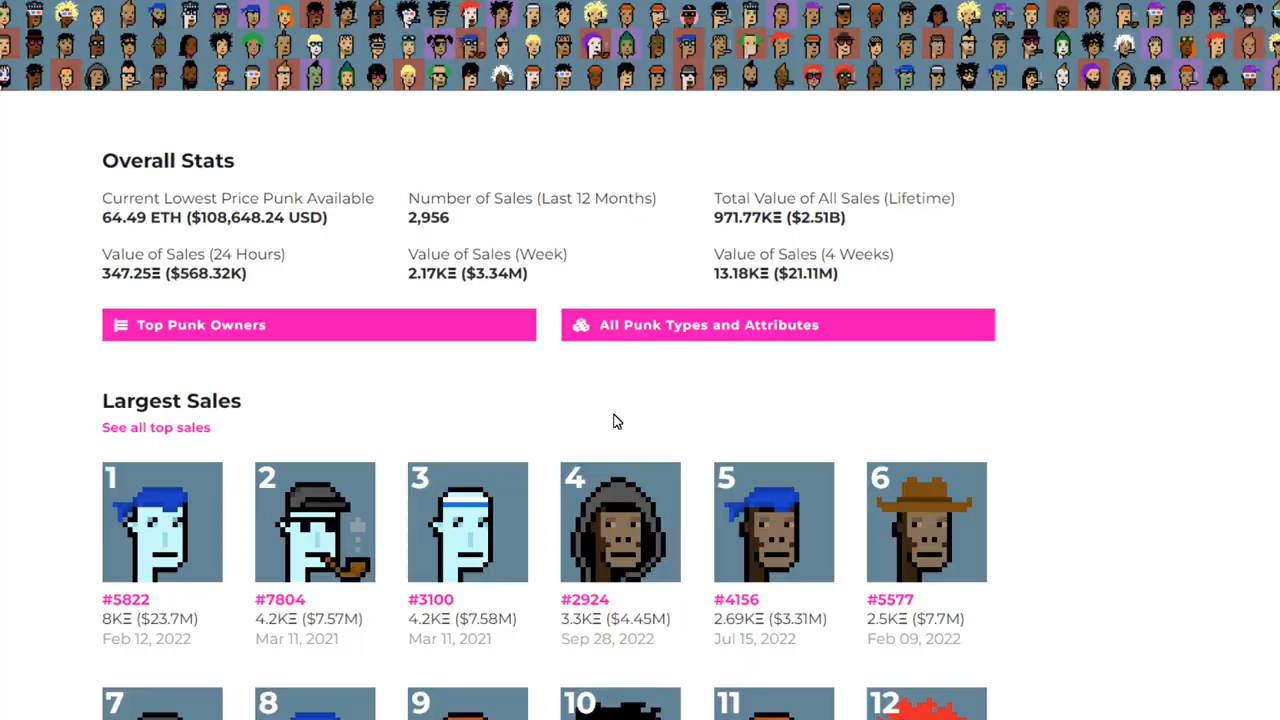 Overall Stats
Current Lowest Price Punk Available
64.49 ETH ($108,648.24 USD)
Number of Sales (Last 12 Months)
2,956
Total Value of All Sales (Lifetime)
971.77KΞ ($2.51B)
Value of Sales (24 Hours)
347.25Ξ ($568.32K)
Value of Sales (Week)
2.17KΞ ($3.34M)
Value of Sales (4 Weeks)
13.18KΞ ($21.11M)
Top Punk Owners
All Punk Types and Attributes
Largest Sales
See all top sales
1
#5822
8KΞ ($23.7M)
Feb 12, 2022
2
#7804
4.2KΞ ($7.57M)
Mar 11, 2021
3
#3100
4.2KΞ ($7.58M)
Mar 11, 2021
4
#2924
3.3KΞ ($4.45M)
Sep 28, 2022
5
#4156
2.69KΞ ($3.31M)
Jul 15, 2022
6
#5577
2.5KΞ ($7.7M)
Feb 09, 2022
7
8
9
10
11
12